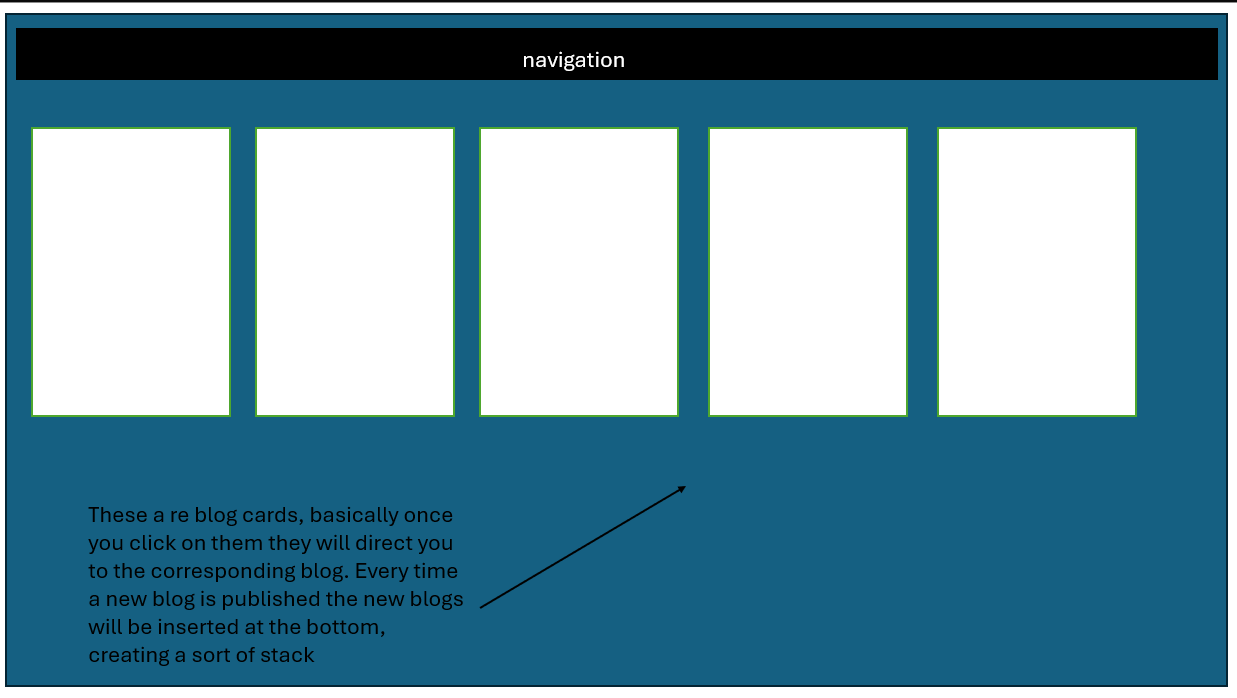 navigation
These a re blog cards, basically once
you click on them they will direct you
to the corresponding blog. Every time
a new blog is published the new blogs
will be inserted at the bottom,
creating a sort of stack